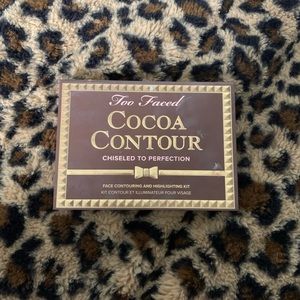 Too Faced
COCOA
CONTOUR
CHISELED TO PERFECTION
FACE CONTOURING AND HIGHLIGHTING KIT
KIT CONTOUR ET ILLUMINATEUR POUR VISAGE